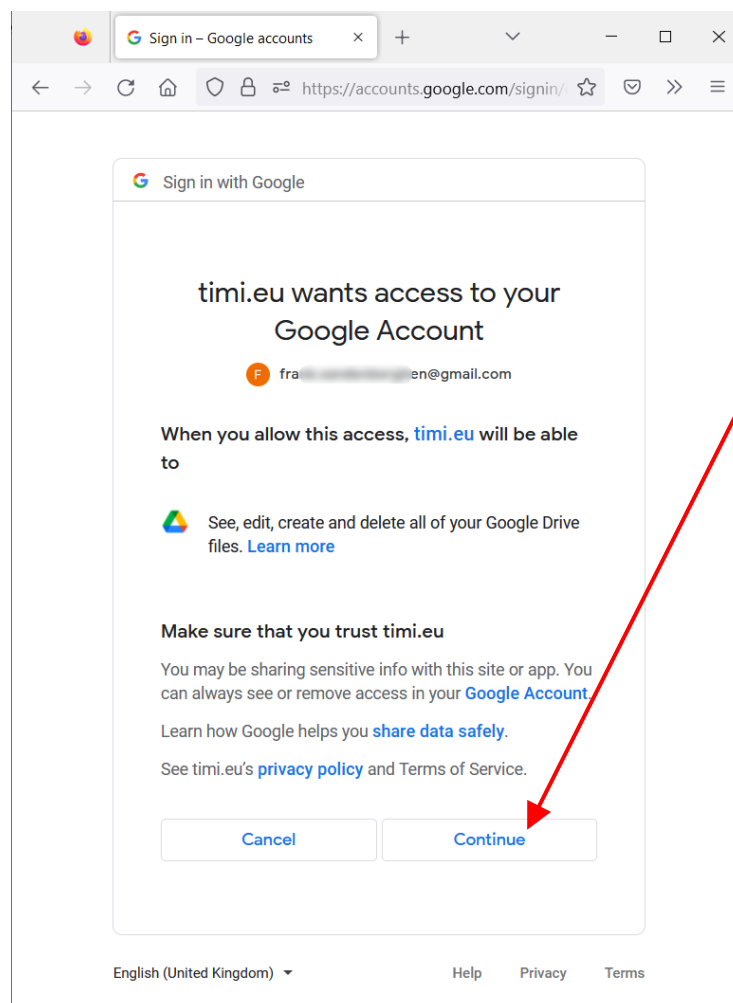 Sign in – Google accounts
https://accounts.google.com/signin/
Sign in with Google
timi.eu wants access to your
Google Account
F fra en@gmail.com
When you allow this access, timi.eu will be able
to
See, edit, create and delete all of your Google Drive
files. Learn more
Make sure that you trust timi.eu
You may be sharing sensitive info with this site or app. You
can always see or remove access in your Google Account.
Learn how Google helps you share data safely.
See timi.eu’s privacy policy and Terms of Service.
Cancel Continue
English (United Kingdom) Help Privacy Terms